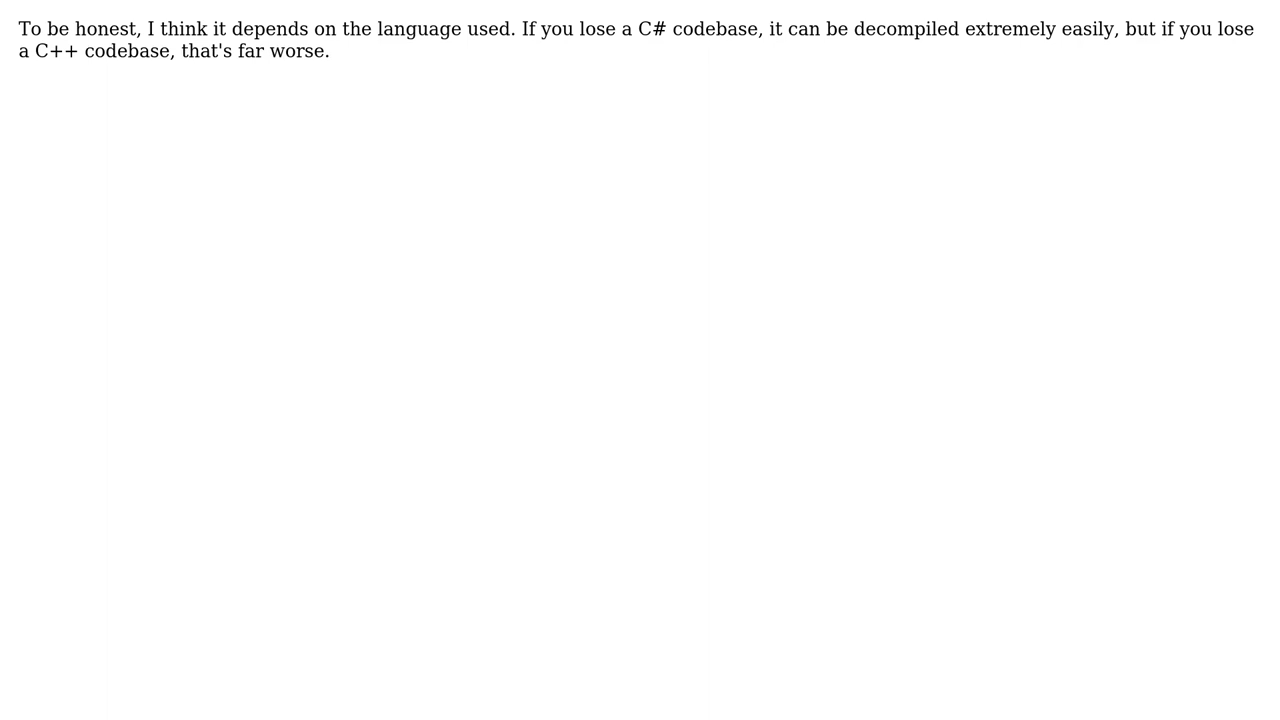 To be honest, I think it depends on the language used. If you lose a C# codebase, it can be decompiled extremely easily, but if you lose
a C++ codebase, that's far worse.